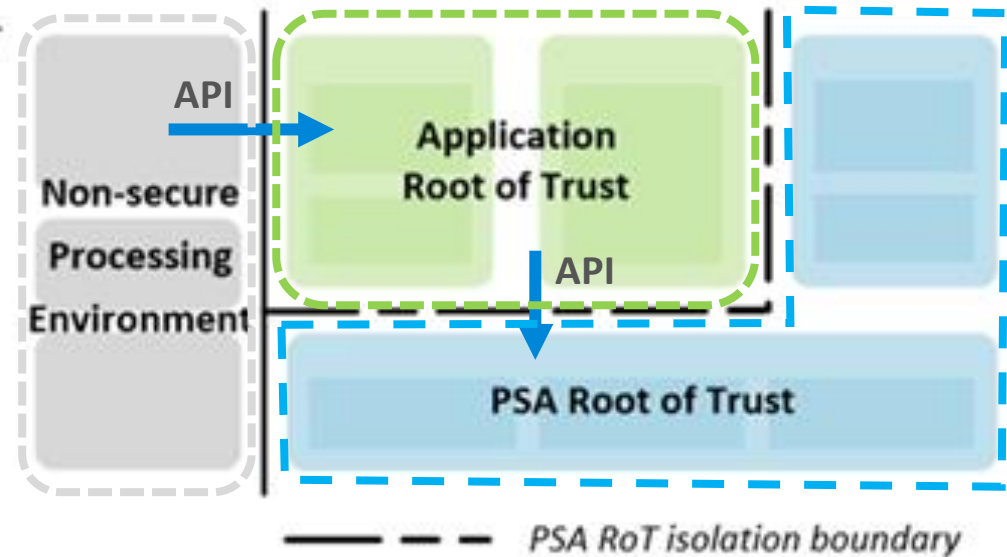 API
Non-secure
Processing
Environment
Application
Root of Trust
API
PSA Root of Trust
PSA RoT isolation boundary